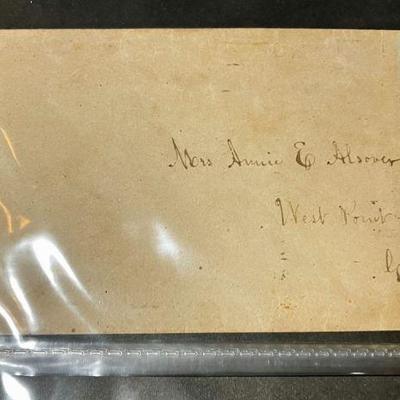 Mrs Annie E Alsover
West Point